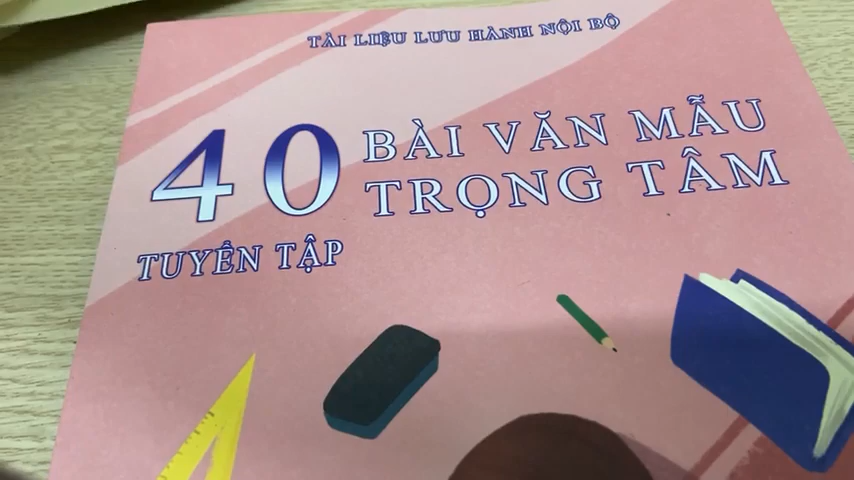 TÀI LIỆU LƯU HÀNH NỘI BỘ
40 BÀI VĂN MẪU
TRỌNG TÂM
TUYỂN TẬP